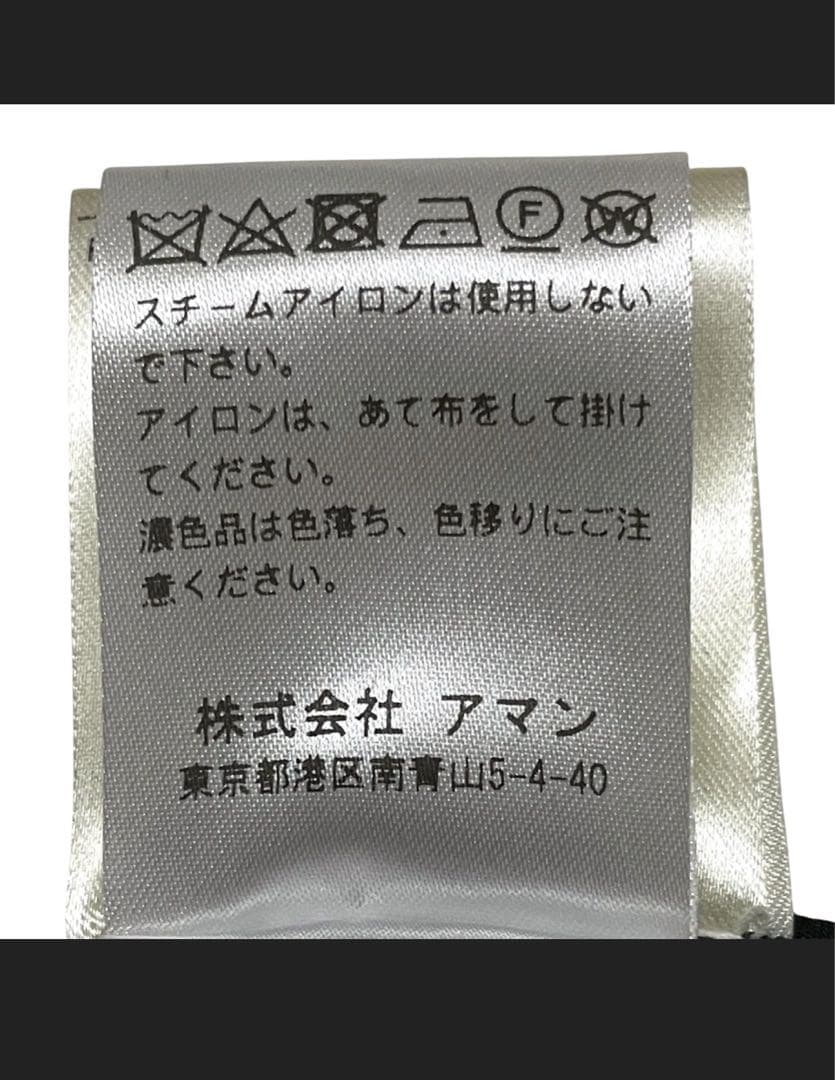 F W
スチームアイロンは使用しない
で下さい。
アイロンは、あて布をして掛け
てください。
濃色品は色落ち、色移りにご注
意ください。
株式会社 アマン
東京都港区南青山5-4-40